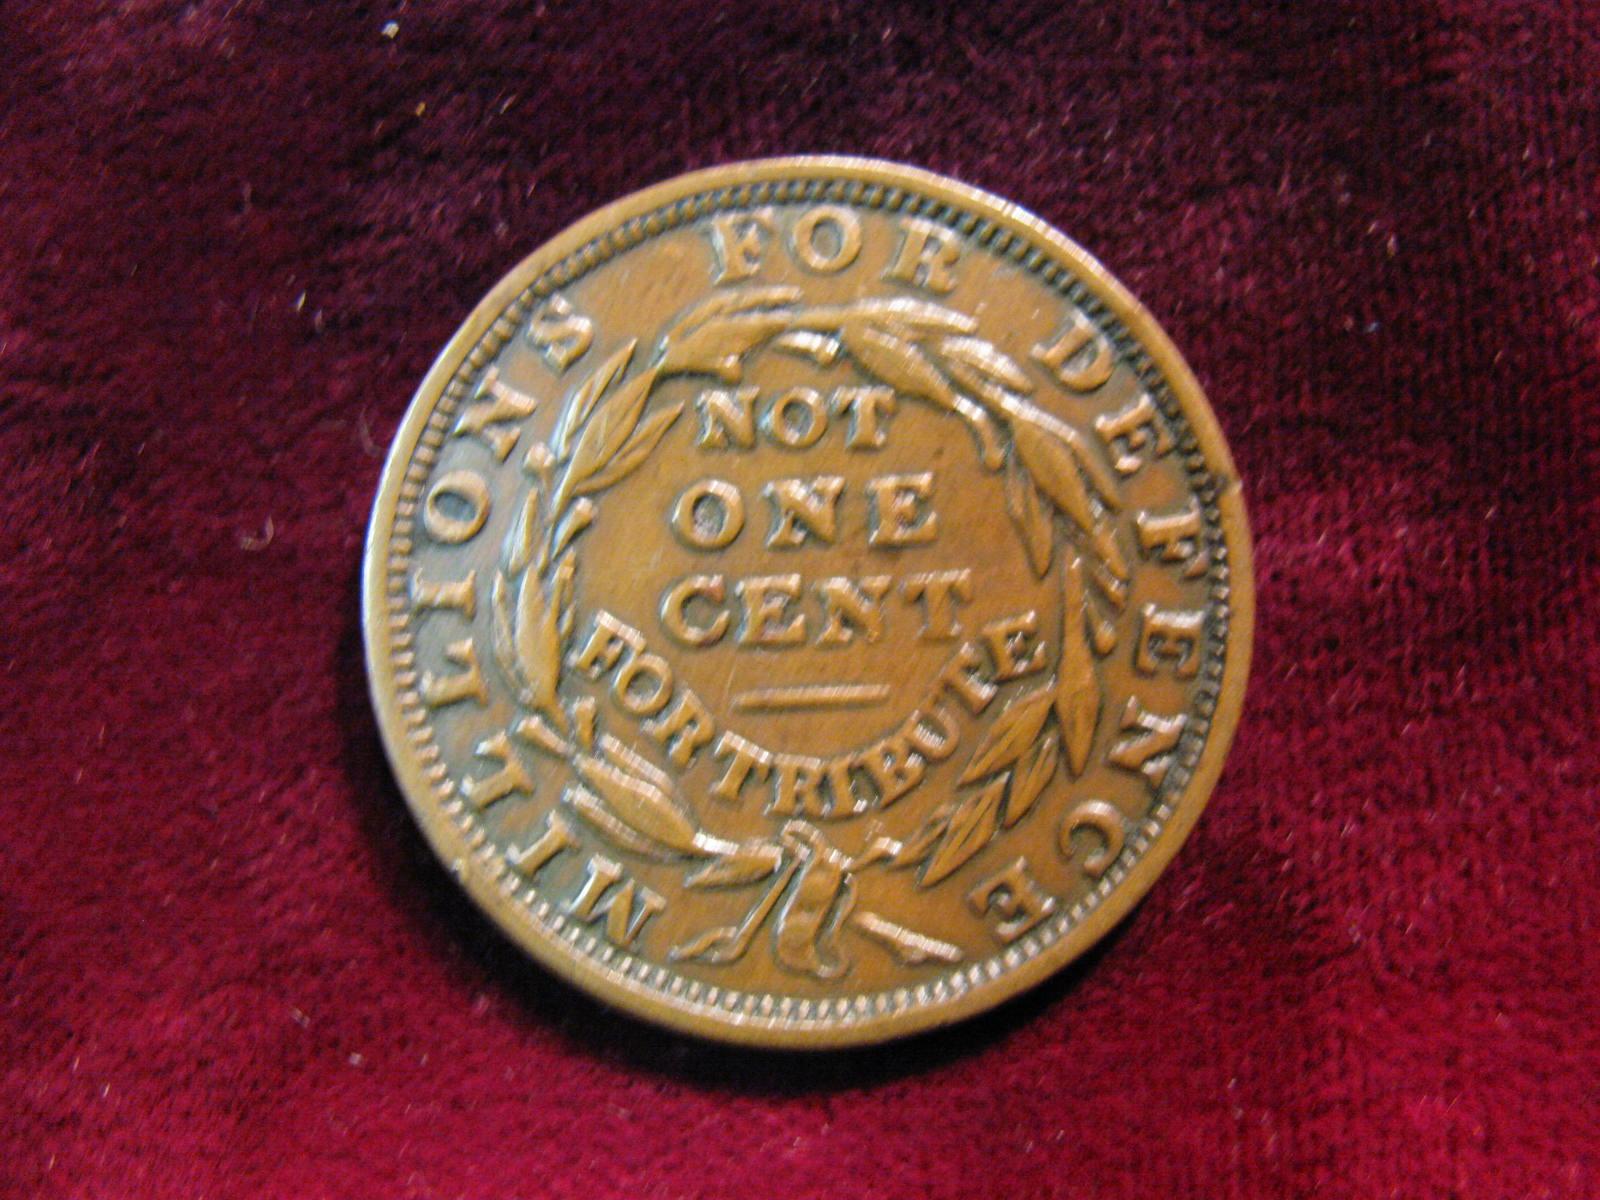 MILLIONS FOR DEFENCE
NOT
ONE
CENT
FOR TRIBUTE